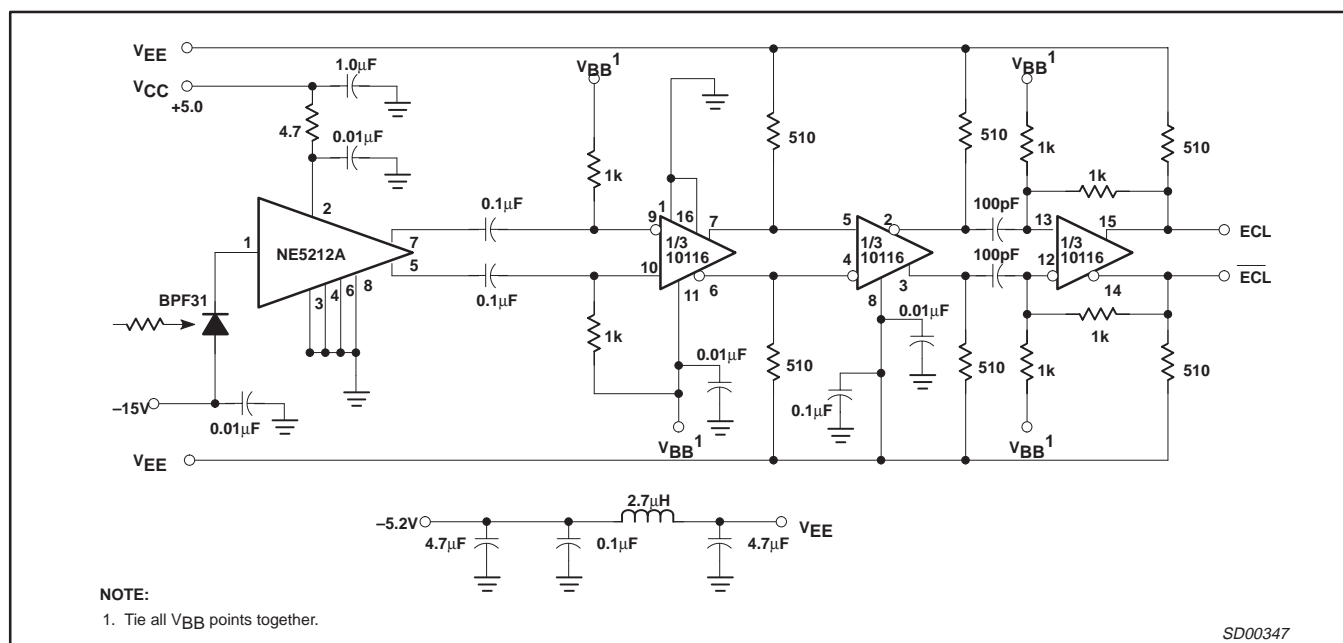 VEE
VCC
+5.0
1.0µF
4.7
0.01µF
2
1
NE5212A
7
5
3
4
6
8
BPF31
–15V
0.01µF
VEE
0.1µF
0.1µF
VBB1
1k
9
1
16
7
1/3
10116
10
11
6
1k
0.01µF
VBB1
510
510
5
2
1/3
10116
4
3
8
0.01µF
0.1µF
510
510
100pF
100pF
VBB1
1k
1k
510
13
15
1/3
10116
12
14
ECL
ECL
1k
1k
510
VBB1
–5.2V
2.7µH
VEE
4.7µF
0.1µF
4.7µF
NOTE:
1. Tie all VBB points together.
SD00347